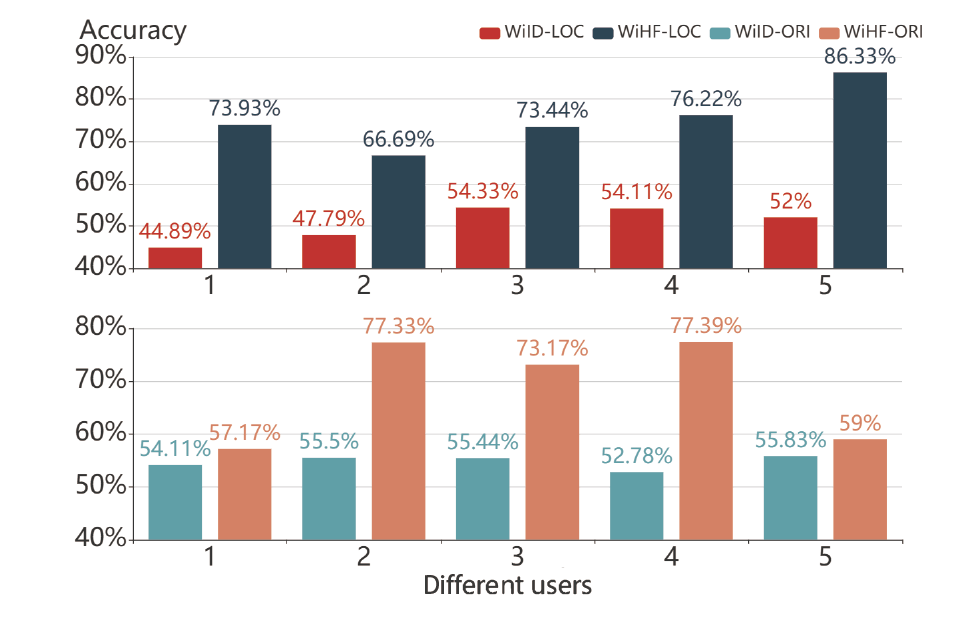 Accuracy
WiID-LOC WiHF-LOC WiID-ORI WiHF-ORI
90%
80%
70%
60%
50%
40%
44.89% 73.93% 47.79% 66.69% 54.33% 73.44% 54.11% 76.22% 52% 86.33%
1 2 3 4 5
80%
70%
60%
50%
40%
54.11% 57.17% 55.5% 77.33% 55.44% 73.17% 52.78% 77.39% 55.83% 59%
1 2 3 4 5
Different users